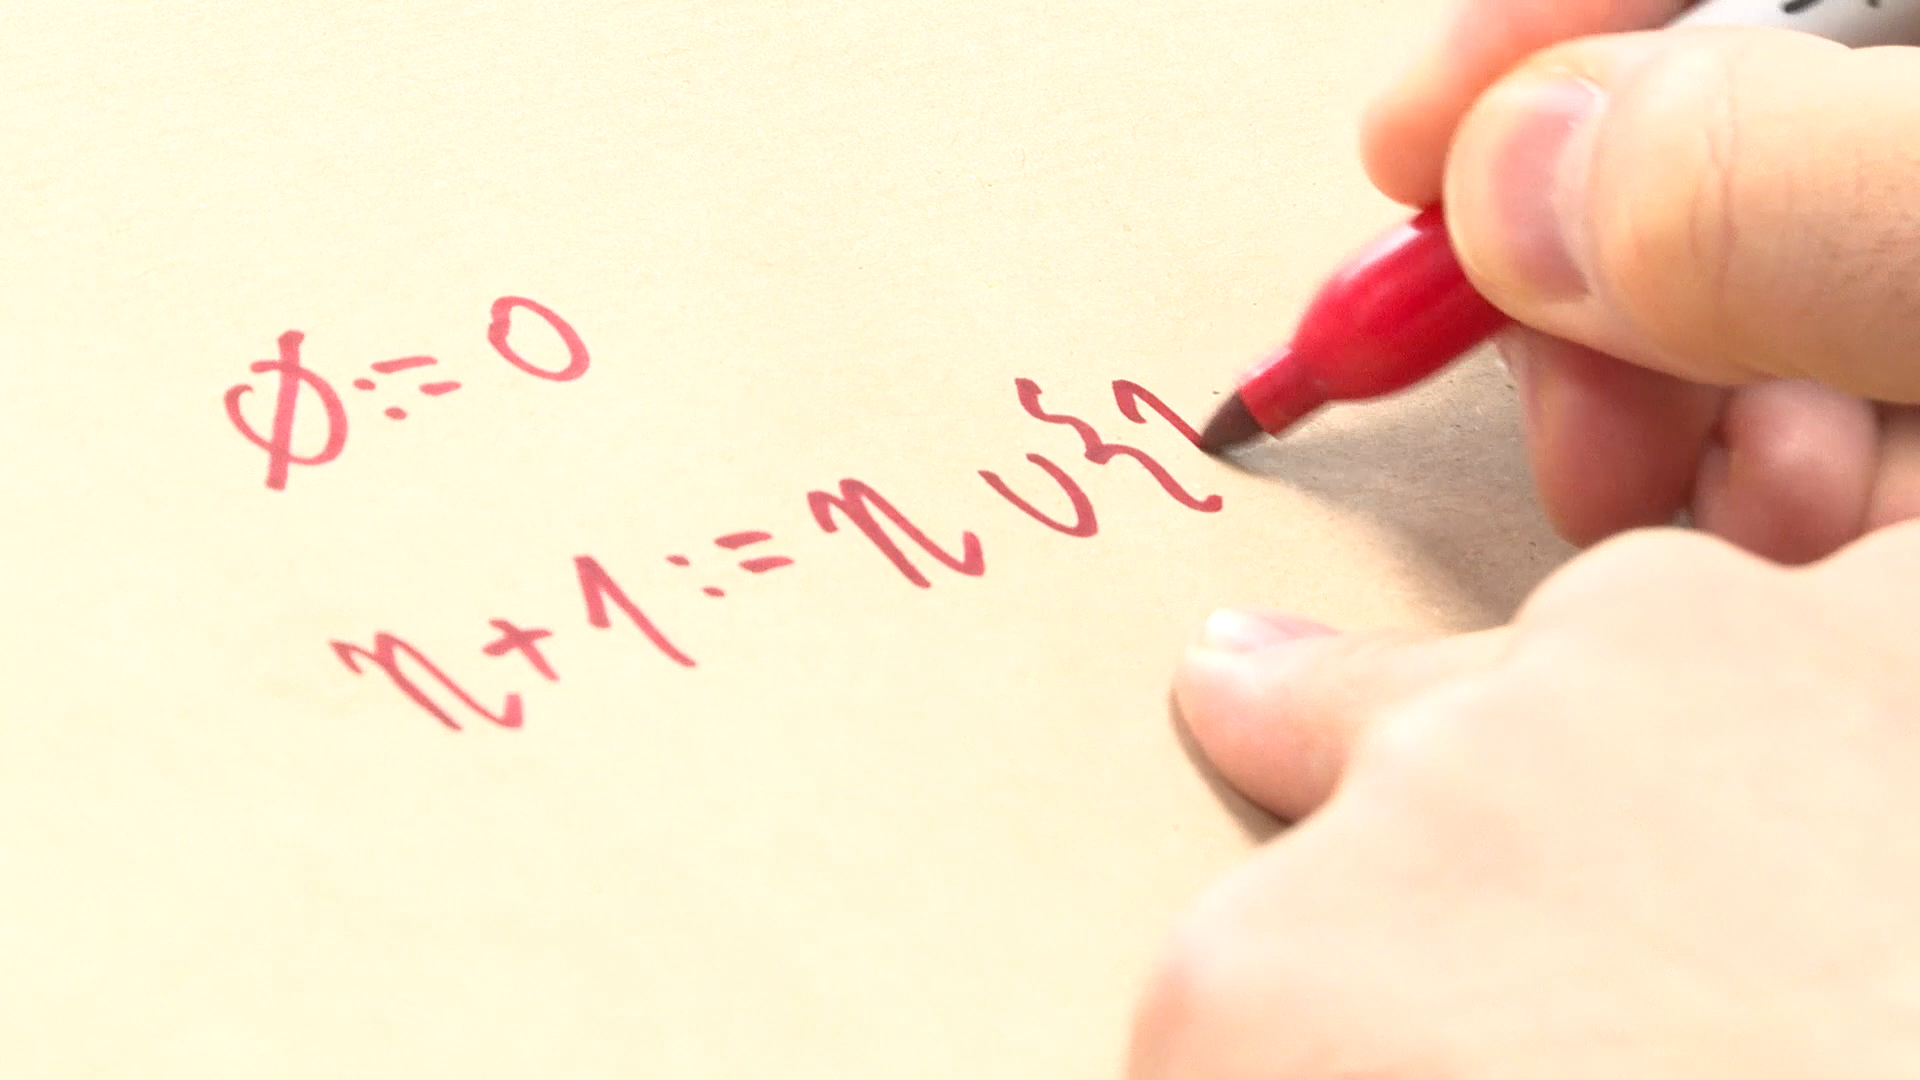 Ø := 0
n+1 := n ∪ {